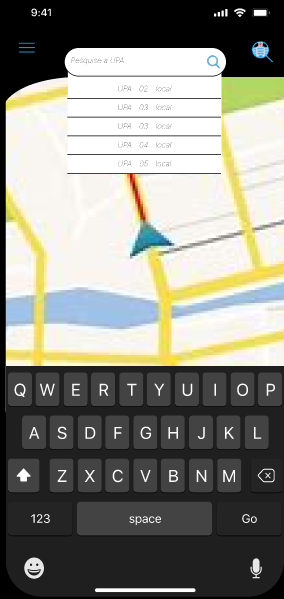 9:41
Pesquise a UPA
UPA 02 local
UPA 03 local
UPA 03 local
UPA 04 local
UPA 05 local
Q W E R T Y U I O P
A S D F G H J K L
Z X C V B N M
123 space Go